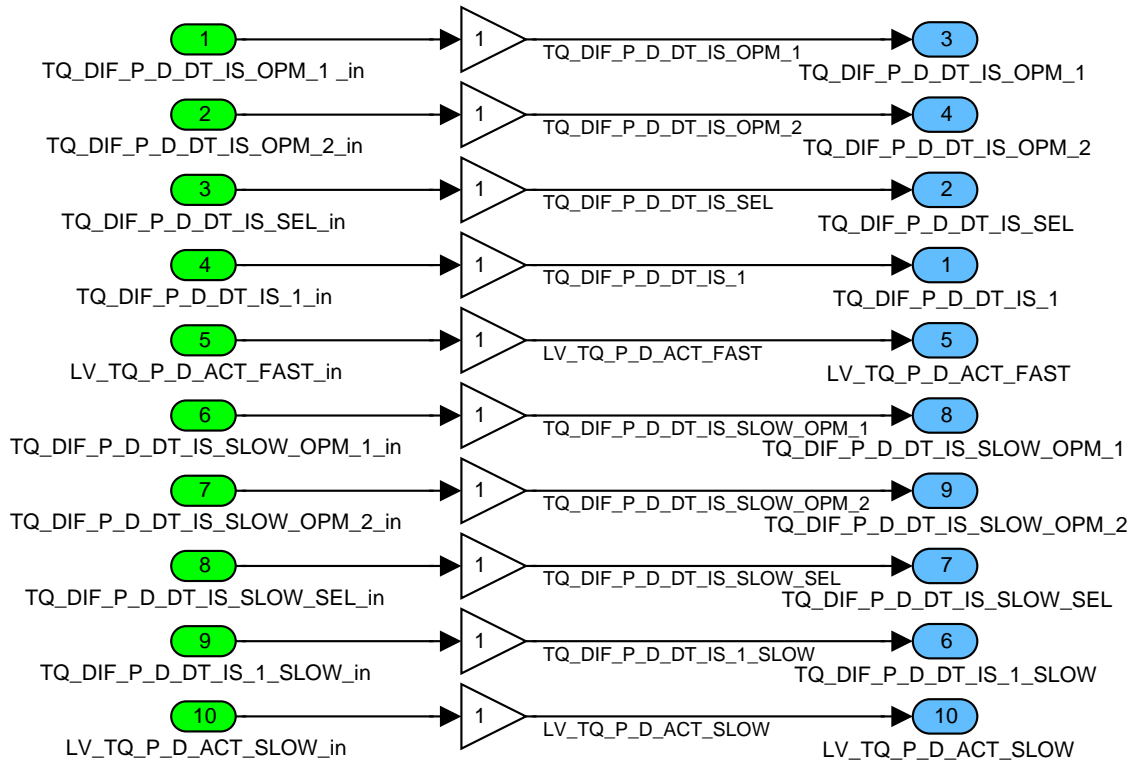 1 1 TQ_DIF_P_D_DT_IS_OPM_1 3
TQ_DIF_P_D_DT_IS_OPM_1 _in TQ_DIF_P_D_DT_IS_OPM_1
2 1 TQ_DIF_P_D_DT_IS_OPM_2 4
TQ_DIF_P_D_DT_IS_OPM_2_in TQ_DIF_P_D_DT_IS_OPM_2
3 1 TQ_DIF_P_D_DT_IS_SEL 2
TQ_DIF_P_D_DT_IS_SEL_in TQ_DIF_P_D_DT_IS_SEL
4 1 TQ_DIF_P_D_DT_IS_1 1
TQ_DIF_P_D_DT_IS_1_in TQ_DIF_P_D_DT_IS_1
5 1 LV_TQ_P_D_ACT_FAST 5
LV_TQ_P_D_ACT_FAST_in LV_TQ_P_D_ACT_FAST
6 1 TQ_DIF_P_D_DT_IS_SLOW_OPM_1 8
TQ_DIF_P_D_DT_IS_SLOW_OPM_1_in TQ_DIF_P_D_DT_IS_SLOW_OPM_1
7 1 TQ_DIF_P_D_DT_IS_SLOW_OPM_2 9
TQ_DIF_P_D_DT_IS_SLOW_OPM_2_in TQ_DIF_P_D_DT_IS_SLOW_OPM_2
8 1 TQ_DIF_P_D_DT_IS_SLOW_SEL 7
TQ_DIF_P_D_DT_IS_SLOW_SEL_in TQ_DIF_P_D_DT_IS_SLOW_SEL
9 1 TQ_DIF_P_D_DT_IS_1_SLOW 6
TQ_DIF_P_D_DT_IS_1_SLOW_in TQ_DIF_P_D_DT_IS_1_SLOW
10 1 LV_TQ_P_D_ACT_SLOW 10
LV_TQ_P_D_ACT_SLOW_in LV_TQ_P_D_ACT_SLOW